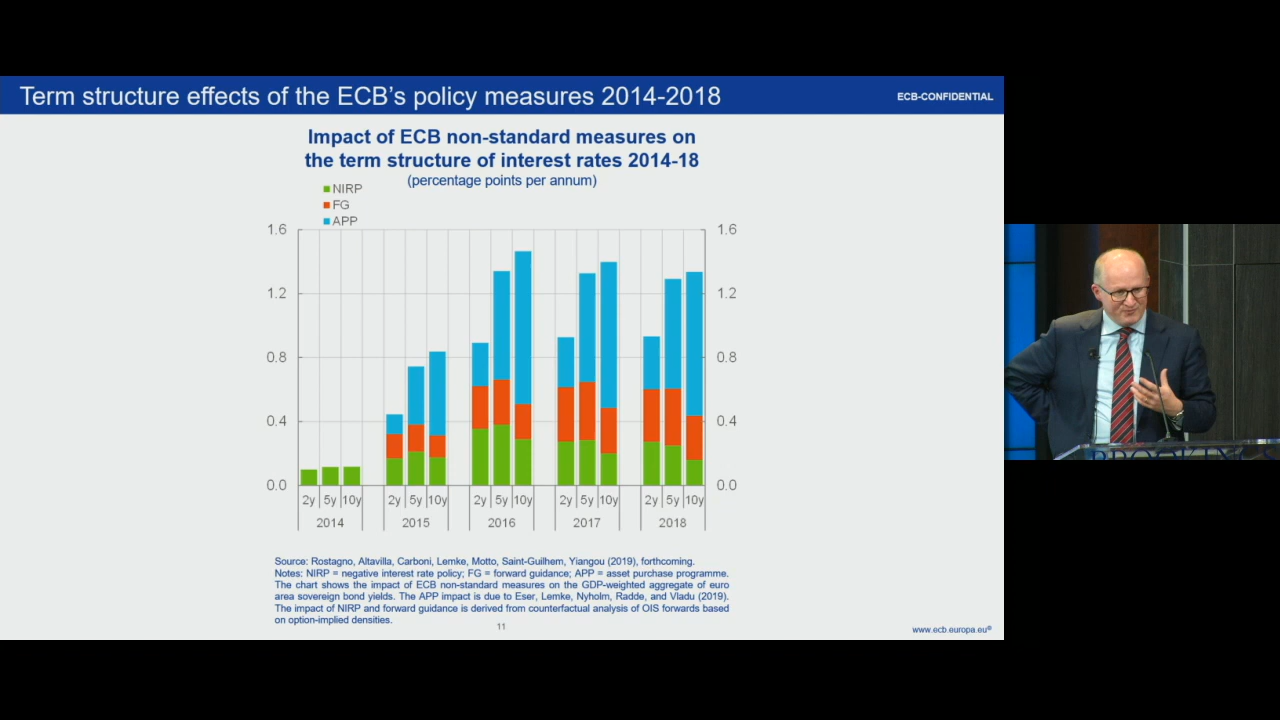 Term structure effects of the ECB's policy measures 2014-2018
ECB-CONFIDENTIAL
Impact of ECB non-standard measures on
the term structure of interest rates 2014-18
(percentage points per annum)
NIRP
FG
APP
1.6 1.6
1.2 1.2
0.8 0.8
0.4 0.4
0.0 0.0
2y 5y 10y 2y 5y 10y 2y 5y 10y 2y 5y 10y 2y 5y 10y
2014 2015 2016 2017 2018
Source: Rostagno, Altavilla, Carboni, Lemke, Motto, Saint-Guilhem, Yiangou (2019), forthcoming.
Notes: NIRP = negative interest rate policy; FG = forward guidance; APP = asset purchase programme.
The chart shows the impact of ECB non-standard measures on the GDP-weighted aggregate of euro
area sovereign bond yields. The APP impact is due to Eser, Lemke, Nyholm, Radde, and Vladu (2019).
The impact of NIRP and forward guidance is derived from counterfactual analysis of OIS forwards based
on option-implied densities.
11
www.ecb.europa.eu®
BROOKINGS